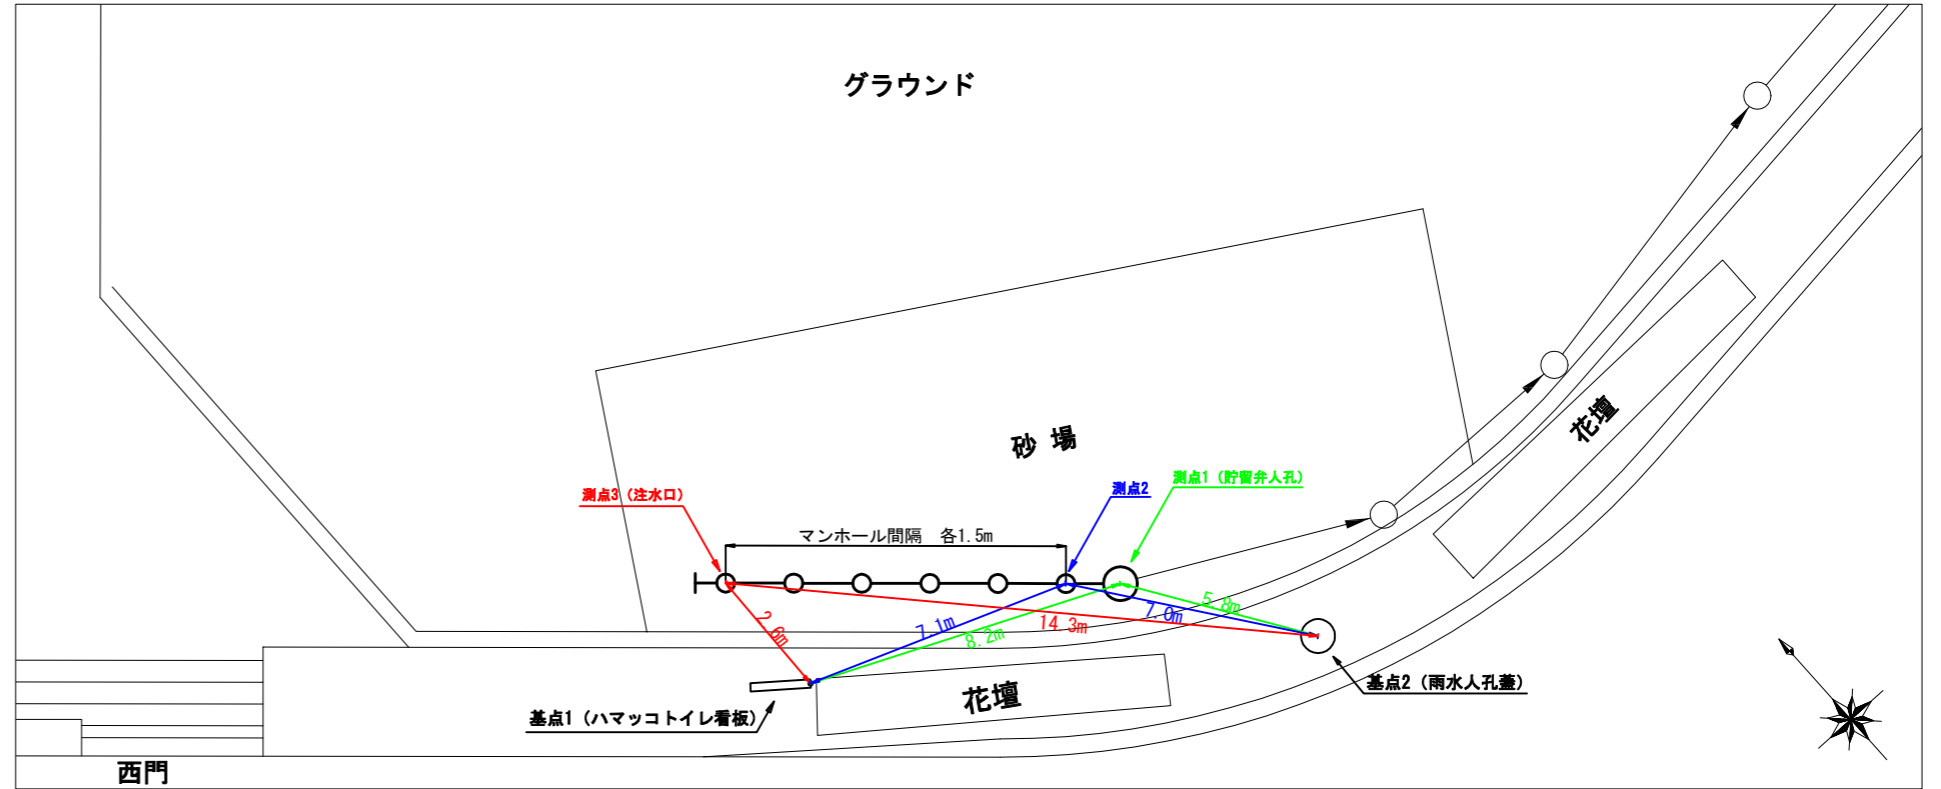 グラウンド
砂 場
花壇
測点3（注水口）
測点2
測点1（貯留弁人孔）
マンホール間隔　各1.5m
2.6m
7.1m
8.2m
14.3m
7.0m
5.8m
基点1（ハマッコトイレ看板）
花壇
基点2（雨水人孔蓋）
西門